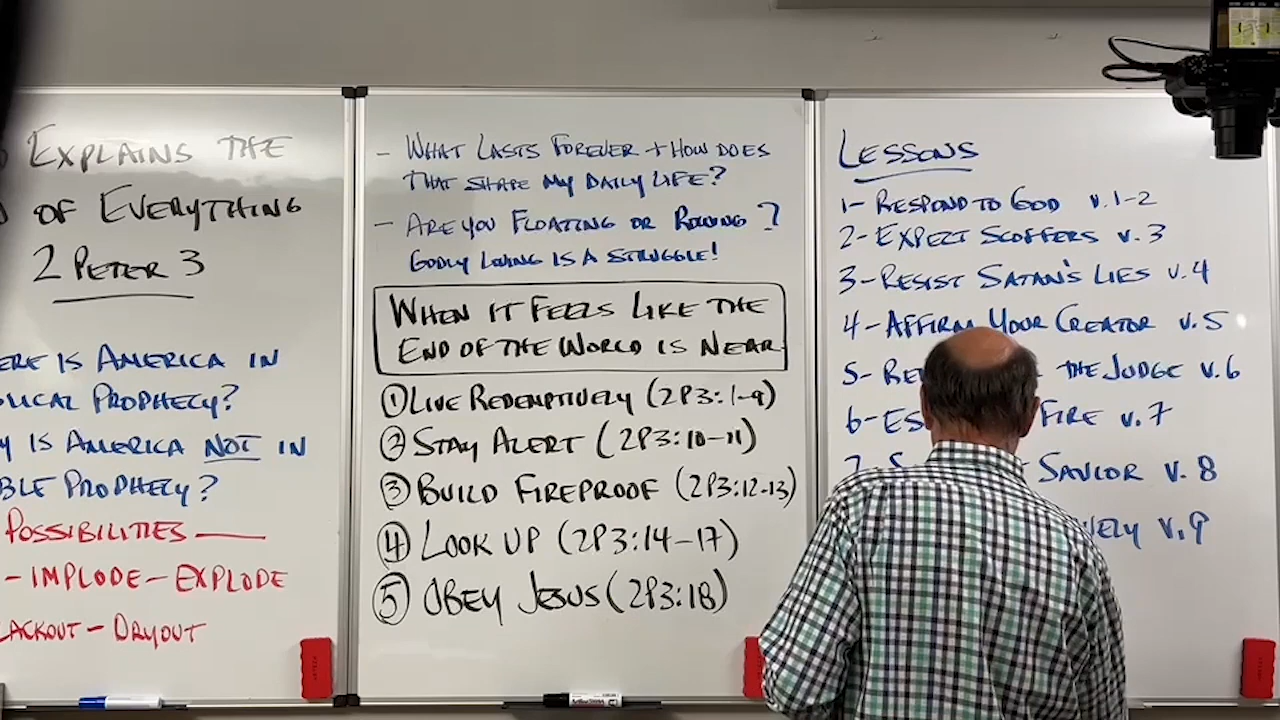 EXPLAINS THE
OF EVERYTHING
2 PETER 3
ERE IS AMERICA IN
LICAL PROPHECY?
Y IS AMERICA NOT IN
BLE PROPHECY?
POSSIBILITIES
- IMPLODE - EXPLODE
LACKOUT - DRYOUT
- WHAT LASTS FOREVER + HOW DOES
THAT SHAPE MY DAILY LIFE?
- ARE YOU FLOATING OR ROWING?
GODLY LIVING IS A STRUGGLE!
WHEN IT FEELS LIKE THE
END OF THE WORLD IS NEAR
① LIVE REDEMPTIVELY (2P3:1-9)
② STAY ALERT (2P3:10-11)
③ BUILD FIREPROOF (2P3:12-13)
④ LOOK UP (2P3:14-17)
⑤ OBEY JESUS (2P3:18)
LESSONS
1- RESPOND TO GOD V.1-2
2- EXPECT SCOFFERS V.3
3- RESIST SATAN'S LIES V.4
4- AFFIRM YOUR CREATOR V.5
5- RE THE JUDGE V.6
6- ES FIRE V.7
7- S SAVIOR V.8
VELY V.9